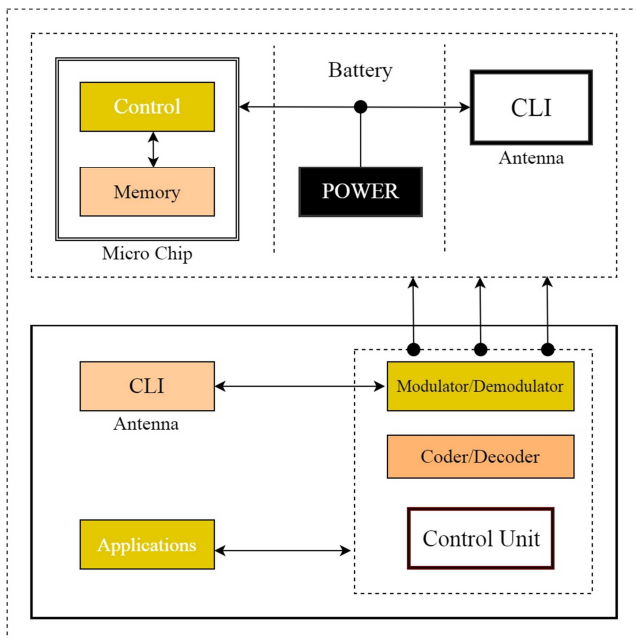 Battery
Control
CLI
Antenna
Memory
POWER
Micro Chip
CLI
Antenna
Modulator/Demodulator
Coder/Decoder
Applications
Control Unit